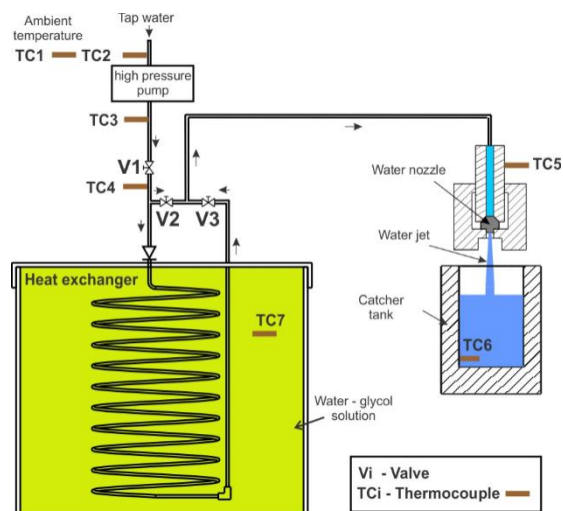 Ambient
temperature
Tap water
TC1
TC2
high pressure
pump
TC3
V1
TC4
V2
V3
Water nozzle
TC5
Water jet
Heat exchanger
Catcher
tank
TC7
TC6
Water - glycol
solution
Vi - Valve
TCi - Thermocouple